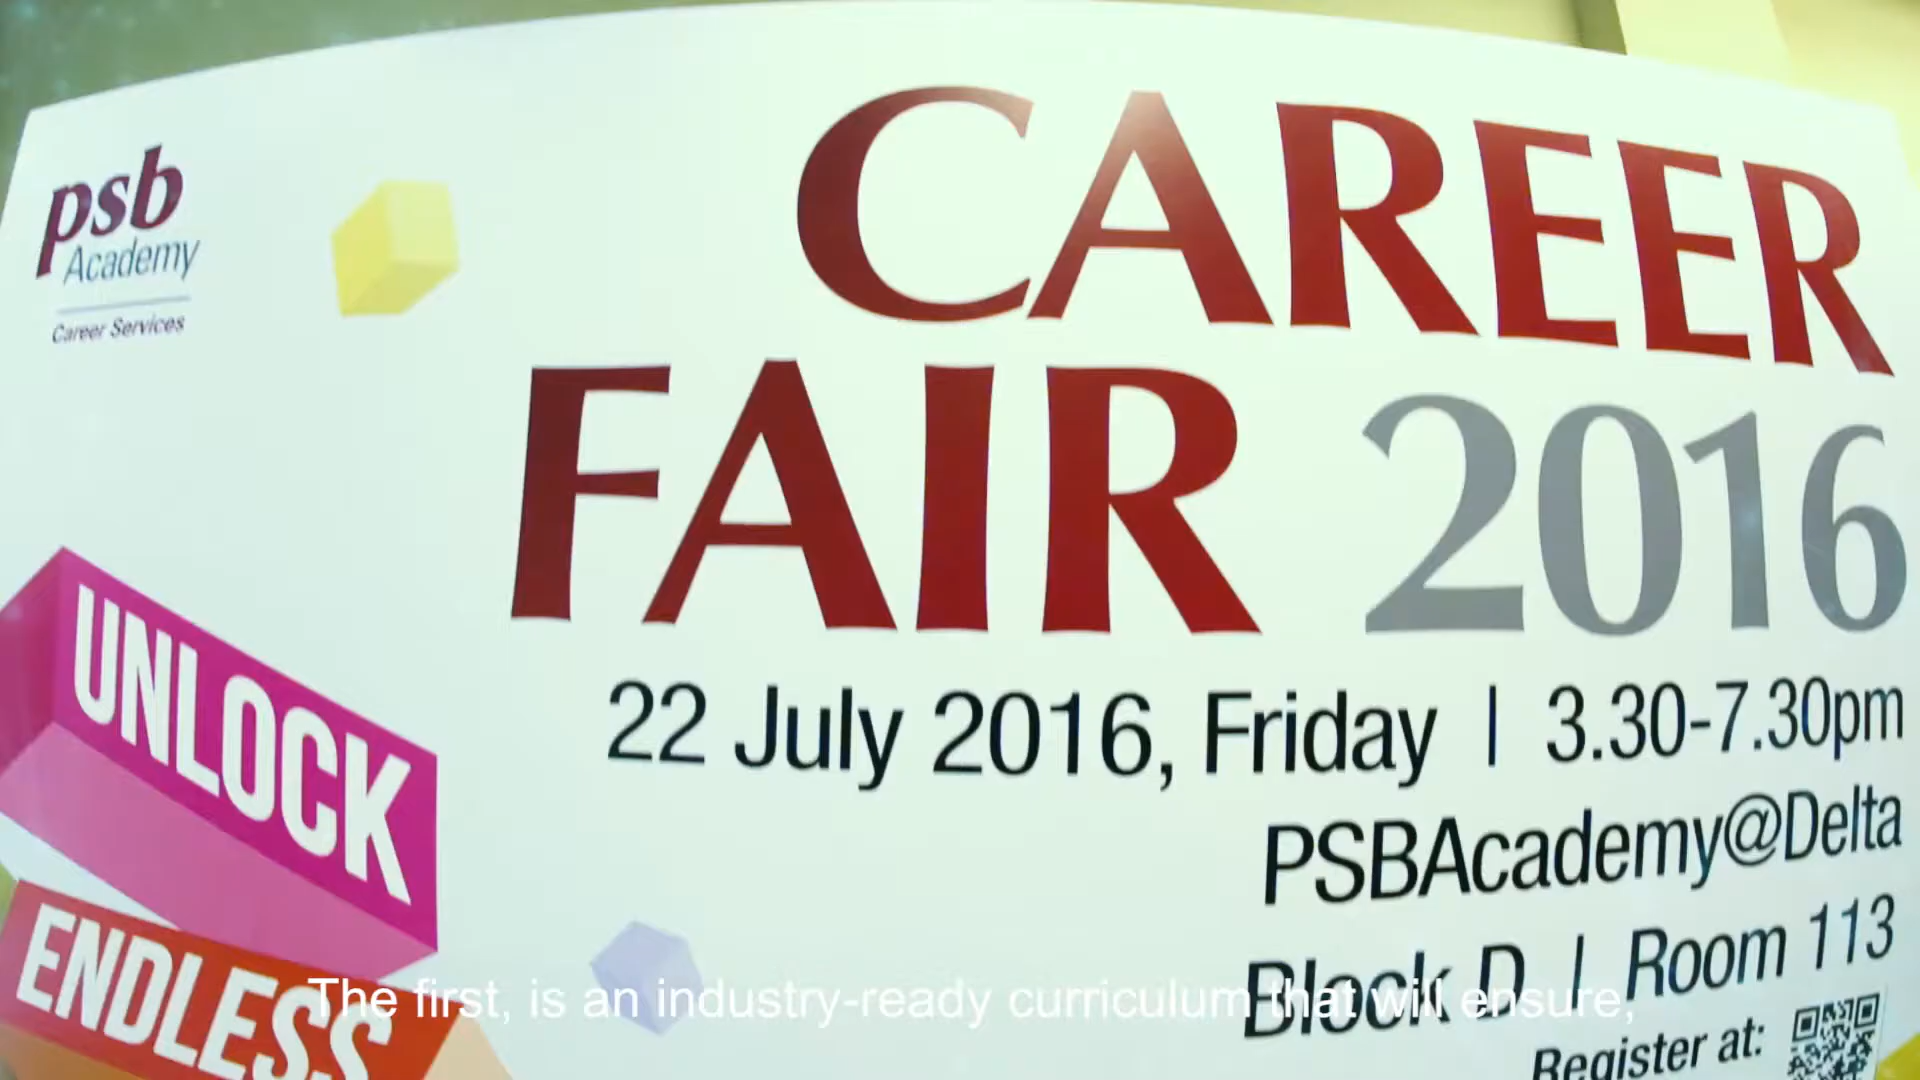 psb
Academy
Career Services
CAREER
FAIR 2016
22 July 2016, Friday | 3.30-7.30pm
PSBAcademy@Delta
Block D | Room 113
Register at:
UNLOCK
ENDLESS
The first, is an industry-ready curriculum that will ensure,